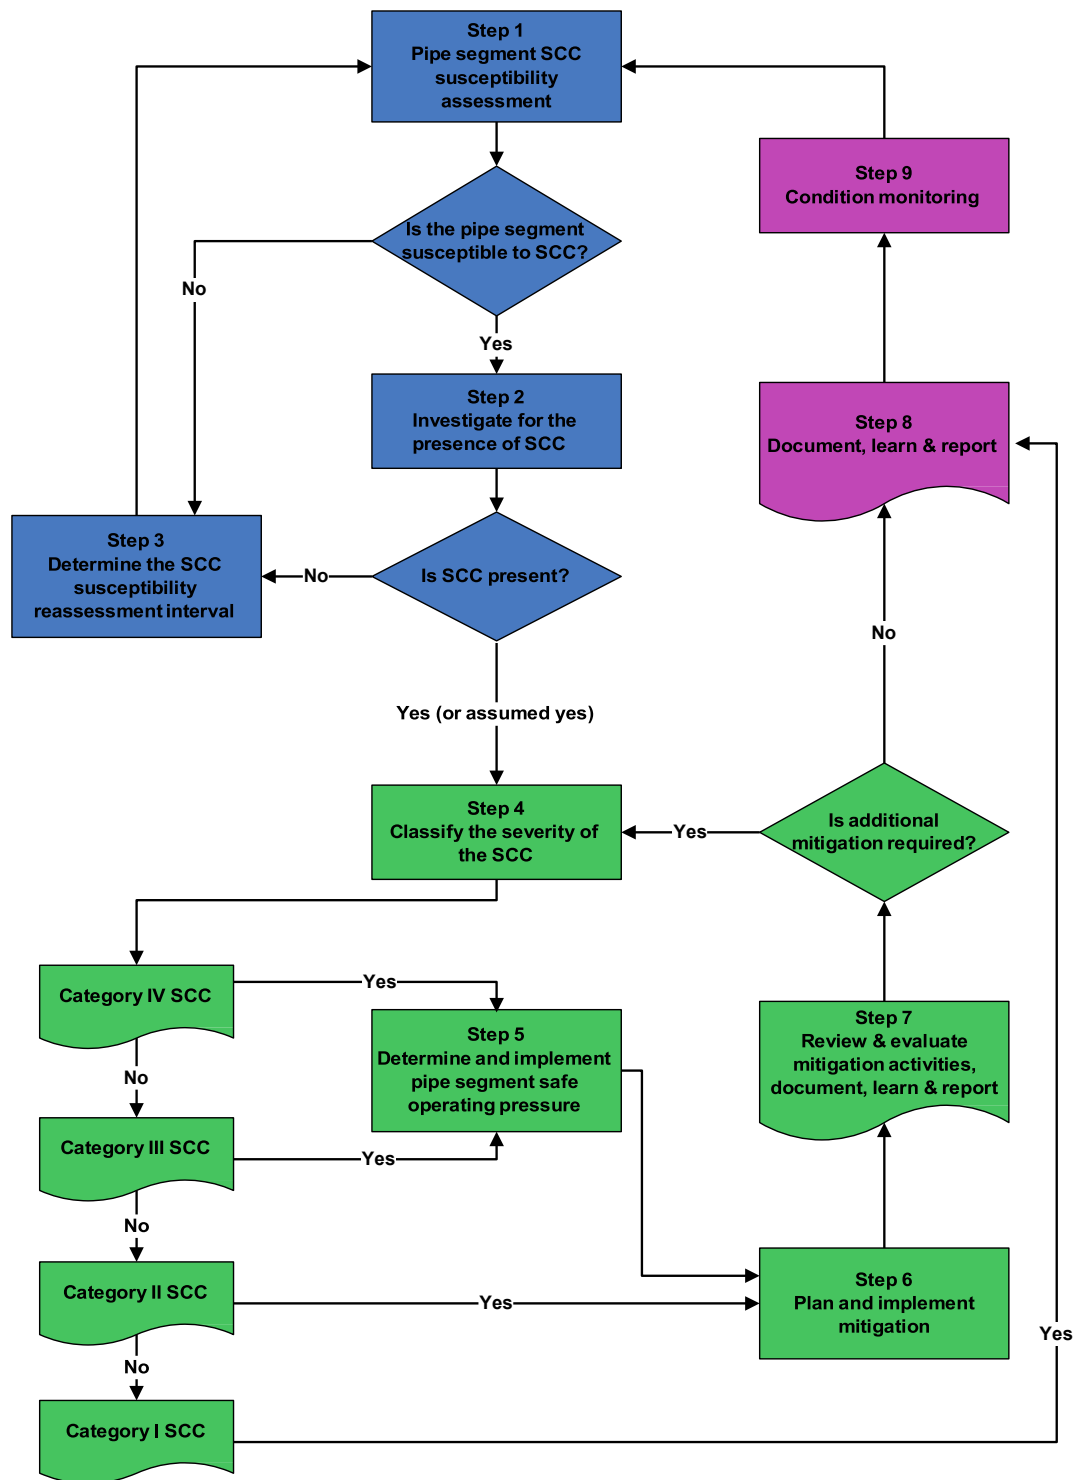 Step 1
Pipe segment SCC
susceptibility
assessment
Step 9
Condition monitoring
Is the pipe segment
susceptible to SCC?
No
Yes
Step 2
Investigate for the
presence of SCC
Step 8
Document, learn & report
Step 3
Determine the SCC
susceptibility
reassessment interval
No
Is SCC present?
No
Yes (or assumed yes)
Step 4
Classify the severity of
the SCC
Yes
Is additional
mitigation required?
Category IV SCC
Yes
Step 5
Determine and implement
pipe segment safe
operating pressure
Step 7
Review & evaluate
mitigation activities,
document, learn & report
No
Category III SCC
Yes
No
Category II SCC
Yes
Step 6
Plan and implement
mitigation
Yes
No
Category I SCC